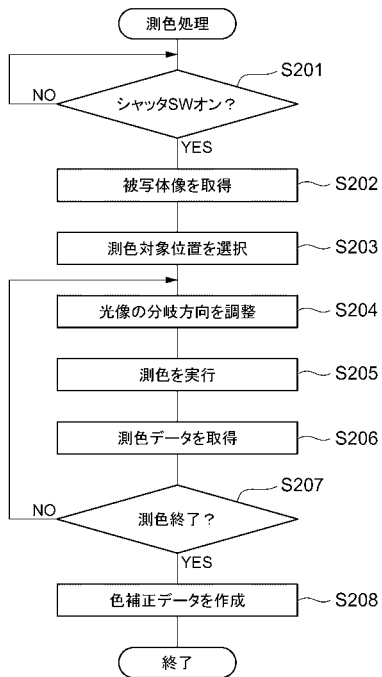 測色処理
S201
シャッタSWオン？
NO
YES
被写体像を取得
S202
測色対象位置を選択
S203
光像の分岐方向を調整
S204
測色を実行
S205
測色データを取得
S206
S207
測色終了？
NO
YES
色補正データを作成
S208
終了